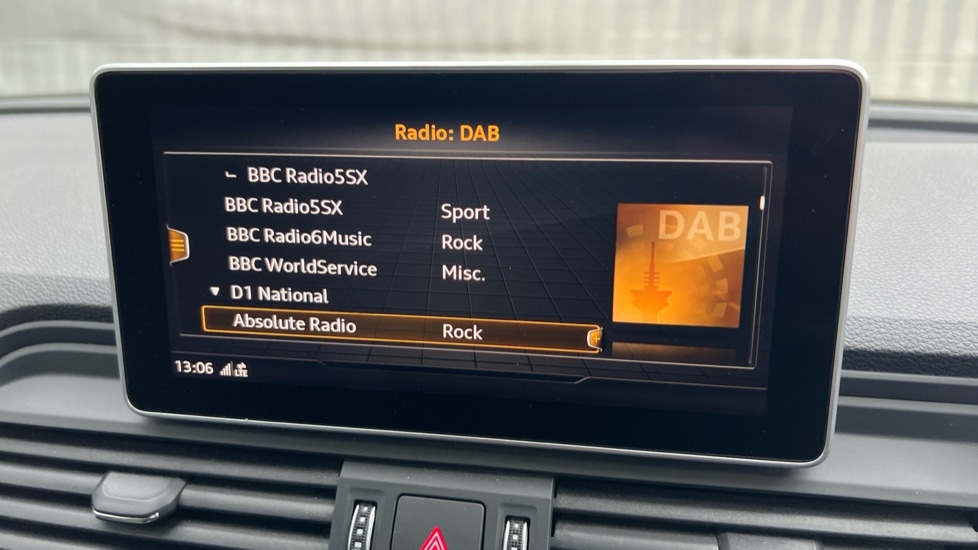 Radio: DAB
BBC Radio5SX
BBC Radio5SX Sport
BBC Radio6Music Rock
BBC WorldService Misc.
D1 National
Absolute Radio Rock
DAB
13:06 LTE